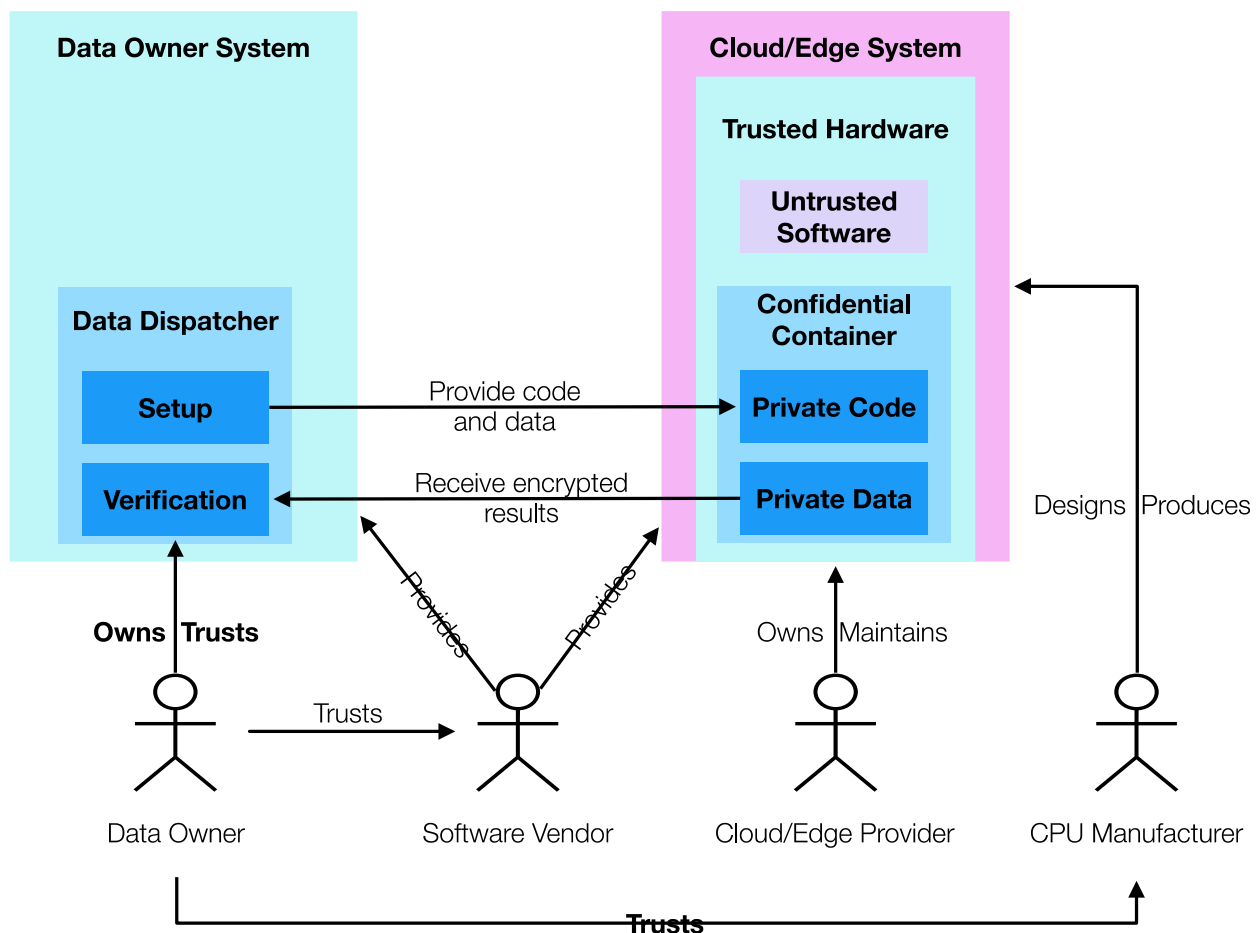 Data Owner System
Cloud/Edge System
Trusted Hardware
Untrusted
Software
Data Dispatcher
Confidential
Container
Setup
Provide code
and data
Private Code
Verification
Receive encrypted
results
Private Data
Designs Produces
Provides
Provides
Owns Trusts
Owns Maintains
Trusts
Data Owner
Software Vendor
Cloud/Edge Provider
CPU Manufacturer
Trusts